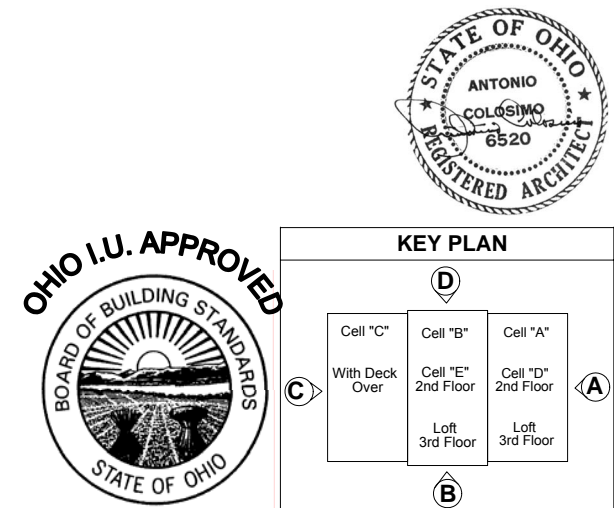 STATE OF OHIO
ANTONIO
COLOSIMO
6520
REGISTERED ARCHITECT
OHIO I.U. APPROVED
BOARD OF BUILDING STANDARDS
STATE OF OHIO
KEY PLAN
D
Cell "C"
With Deck
Over
Cell "B"
Cell "E"
2nd Floor
Loft
3rd Floor
Cell "A"
Cell "D"
2nd Floor
Loft
3rd Floor
C
A
B